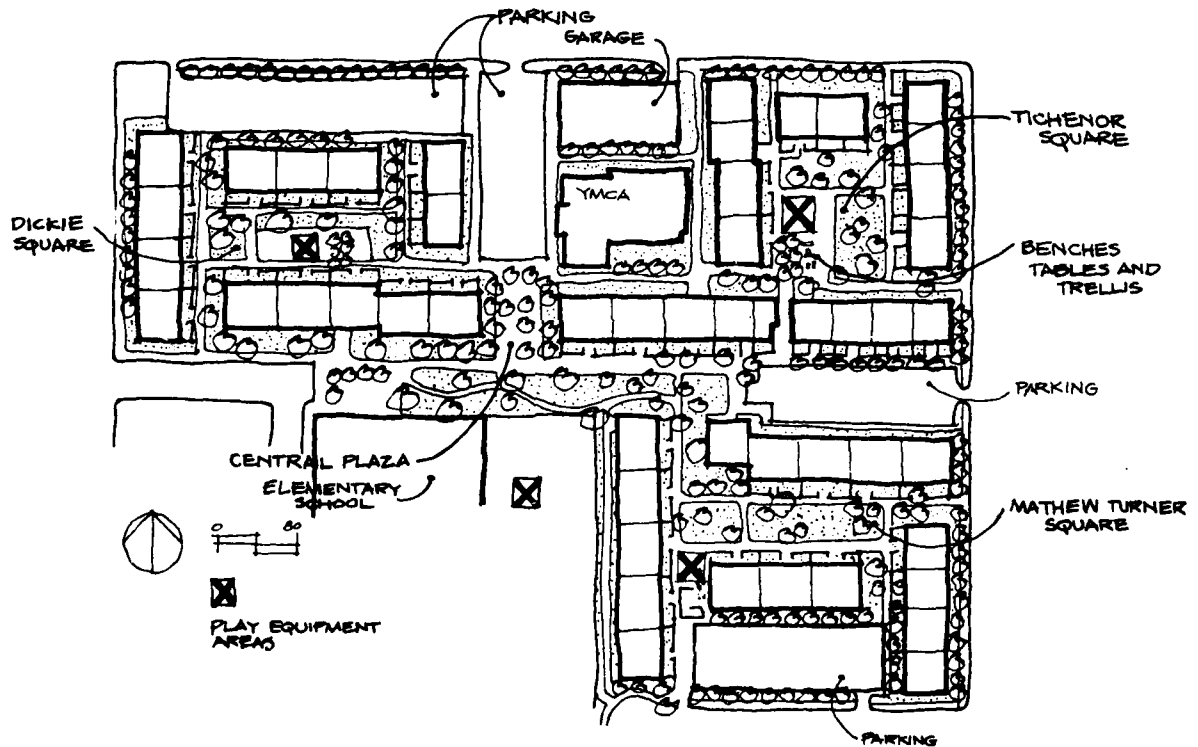 PARKING
GARAGE
TICHENOR
SQUARE
YMCA
DICKIE
SQUARE
BENCHES
TABLES AND
TRELLIS
PARKING
CENTRAL PLAZA
ELEMENTARY
SCHOOL
MATHEW TURNER
SQUARE
0 80
PLAY EQUIPMENT
AREAS
PARKING